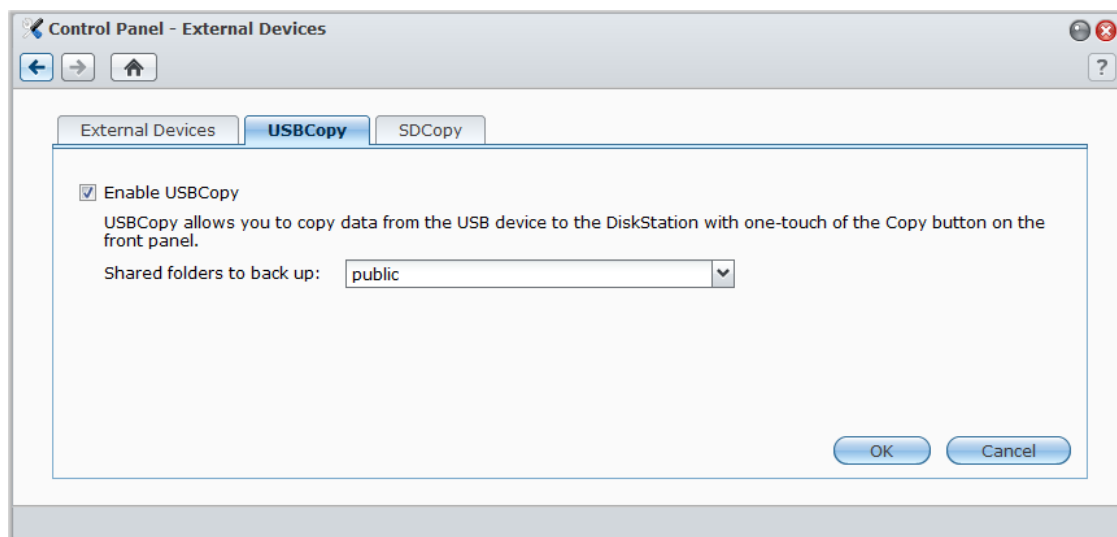 Control Panel - External Devices
?
External Devices
USBCopy
SDCopy
Enable USBCopy
USBCopy allows you to copy data from the USB device to the DiskStation with one-touch of the Copy button on the
front panel.
Shared folders to back up:
public
OK
Cancel